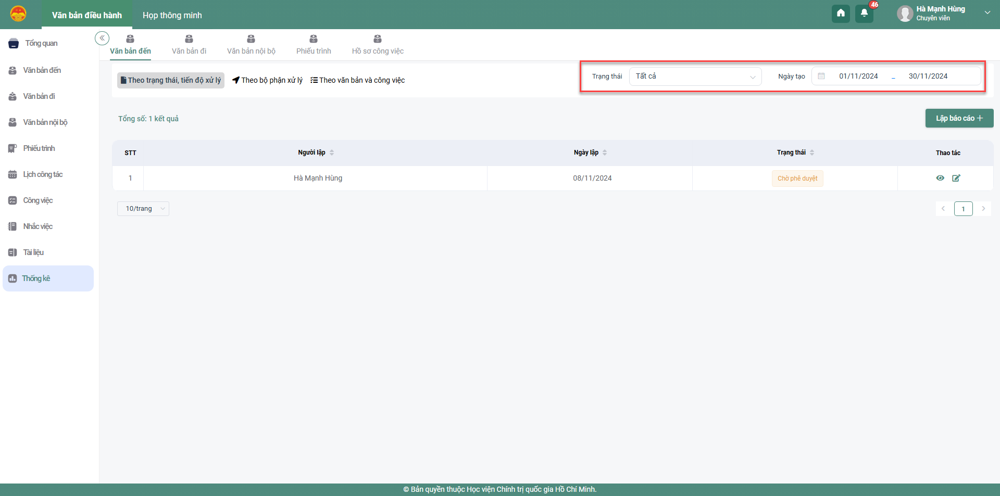 Văn bản điều hành
Họp thông minh
46
Hà Mạnh Hùng
Chuyên viên
Tổng quan
Văn bản đến
Văn bản đi
Văn bản nội bộ
Phiếu trình
Lịch công tác
Công việc
Nhắc việc
Tài liệu
Thống kê
Văn bản đến
Văn bản đi
Văn bản nội bộ
Phiếu trình
Hồ sơ công việc
Theo trạng thái, tiến độ xử lý
Theo bộ phận xử lý
Theo văn bản và công việc
Trạng thái
Tất cả
Ngày tạo
01/11/2024 – 30/11/2024
Tổng số: 1 kết quả
Lập báo cáo +
STT Người lập Ngày lập Trạng thái Thao tác
1 Hà Mạnh Hùng 08/11/2024 Chờ phê duyệt
10/trang
1
© Bản quyền thuộc Học viện Chính trị quốc gia Hồ Chí Minh.